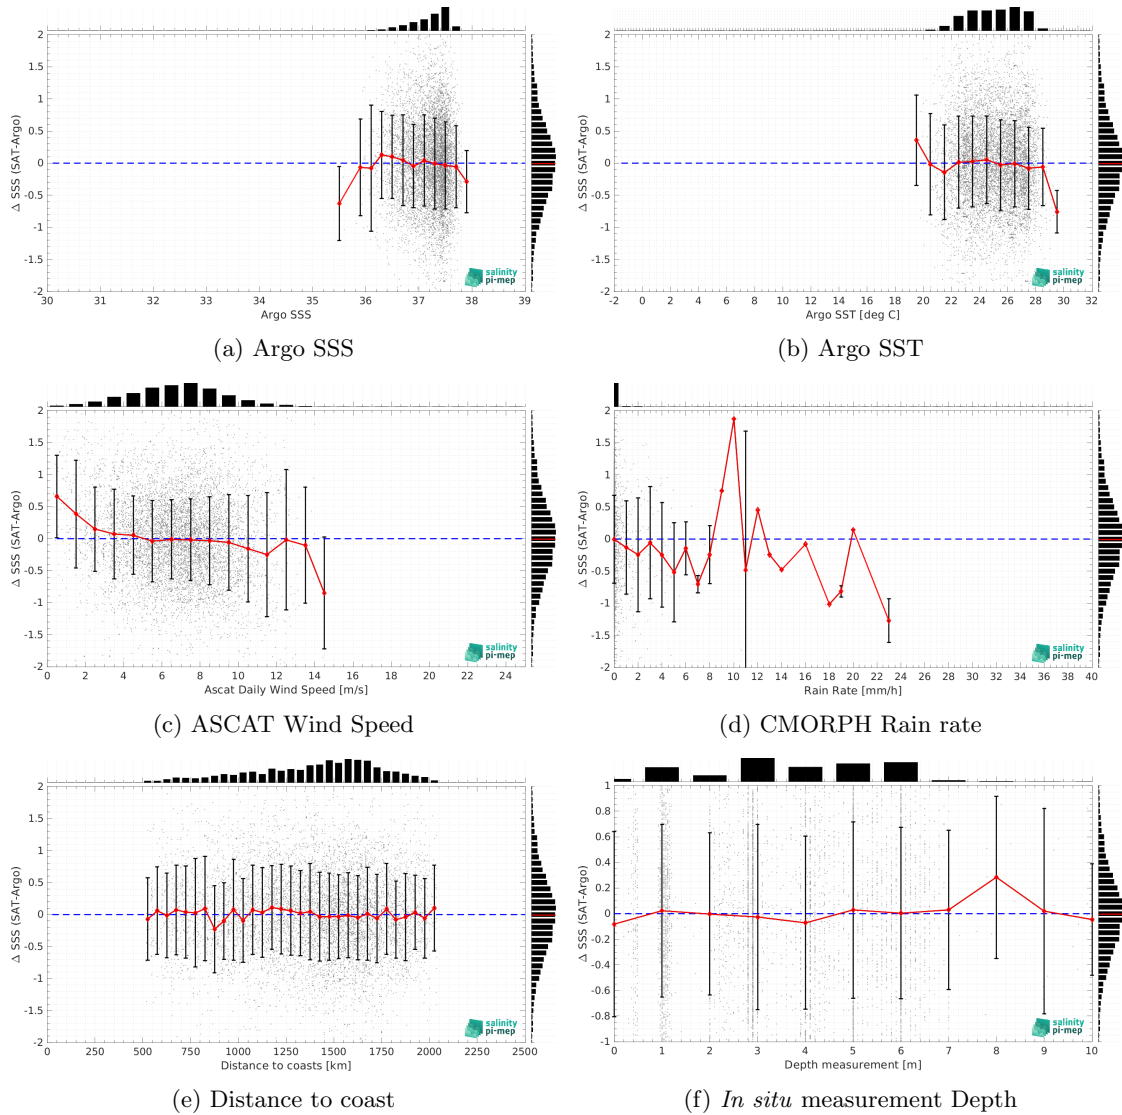 2
1.5
1
0.5
0
-0.5
-1
-1.5
-2
Δ SSS (SAT-Argo)
30 31 32 33 34 35 36 37 38 39
Argo SSS
salinity
pi-mep
(a) Argo SSS
2
1.5
1
0.5
0
-0.5
-1
-1.5
-2
Δ SSS (SAT-Argo)
-2 0 2 4 6 8 10 12 14 16 18 20 22 24 26 28 30 32
Argo SST [deg C]
salinity
pi-mep
(b) Argo SST
2
1.5
1
0.5
0
-0.5
-1
-1.5
-2
Δ SSS (SAT-Argo)
0 2 4 6 8 10 12 14 16 18 20 22 24
Ascat Daily Wind Speed [m/s]
salinity
pi-mep
(c) ASCAT Wind Speed
2
1.5
1
0.5
0
-0.5
-1
-1.5
-2
Δ SSS (SAT-Argo)
0 2 4 6 8 10 12 14 16 18 20 22 24 26 28 30 32 34 36 38 40
Rain Rate [mm/h]
salinity
pi-mep
(d) CMORPH Rain rate
2
1.5
1
0.5
0
-0.5
-1
-1.5
-2
Δ SSS (SAT-Argo)
0 250 500 750 1000 1250 1500 1750 2000 2250 2500
Distance to coasts [km]
salinity
pi-mep
(e) Distance to coast
1
0.8
0.6
0.4
0.2
0
-0.2
-0.4
-0.6
-0.8
-1
Δ SSS (SAT-Argo)
0 1 2 3 4 5 6 7 8 9 10
Depth measurement [m]
salinity
pi-mep
(f) In situ measurement Depth